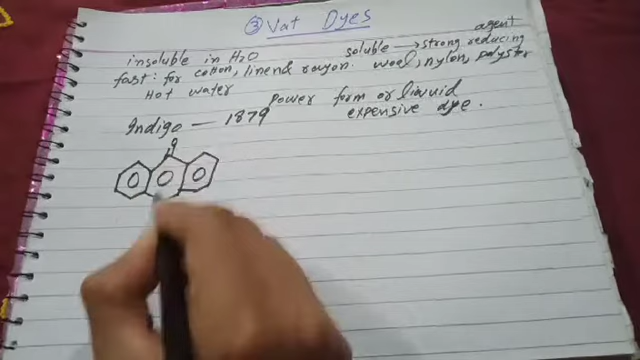 ③ Vat Dyes
insoluble in H2O soluble → strong reducing agent
fast: for cotton, linen & rayon. wool, nylon, polyster
Hot water Power form or liquid
Indigo — 1879 expensive dye.
O